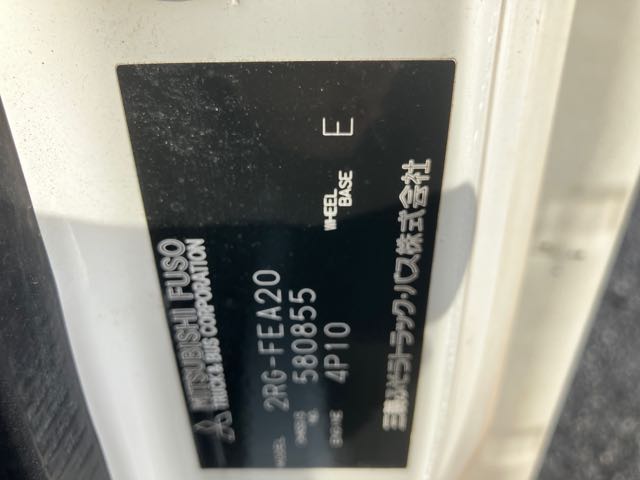 MITSUBISHI FUSO
TRUCK & BUS CORPORATION
MODEL 2RG-FEA20
CHASSIS NO. 580855
ENGINE 4P10 WHEEL BASE E
三菱ふそうトラック・バス株式会社